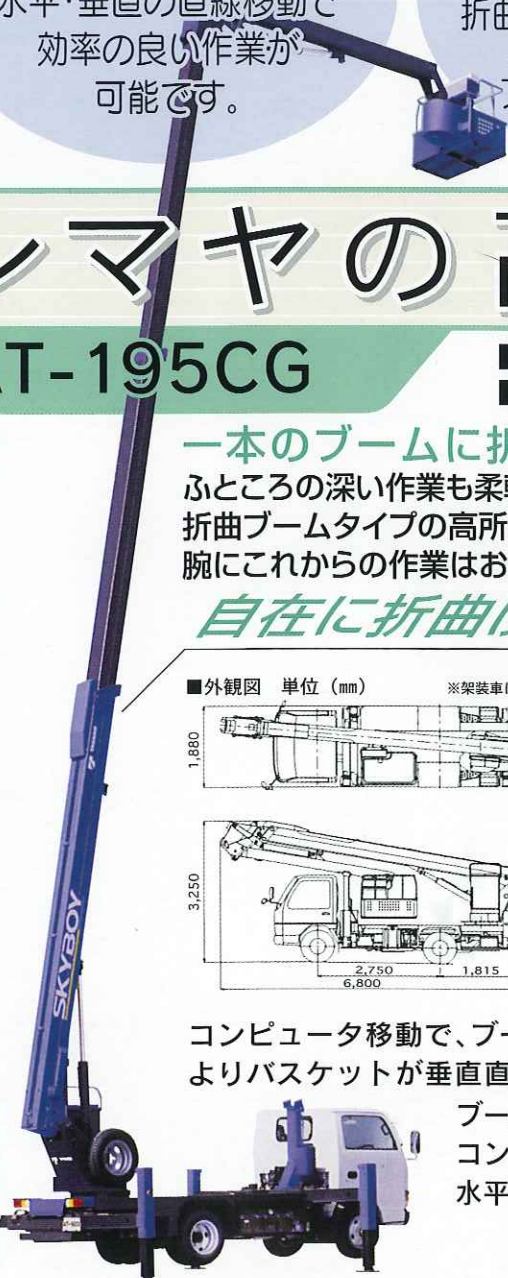 水平・垂直の直線移動で
効率の良い作業が
可能です。
折曲
マヤの
AT-195CG
一本のブームに折
ふところの深い作業も柔
折曲ブームタイプの高所
腕にこれからの作業はお
自在に折曲
■外観図 単位（㎜）
※架装車
1,880
3,250
2,750
1,815
6,800
SKYBOY
コンピュータ移動で、ブー
よりバスケットが垂直直
ブー
コン
水平